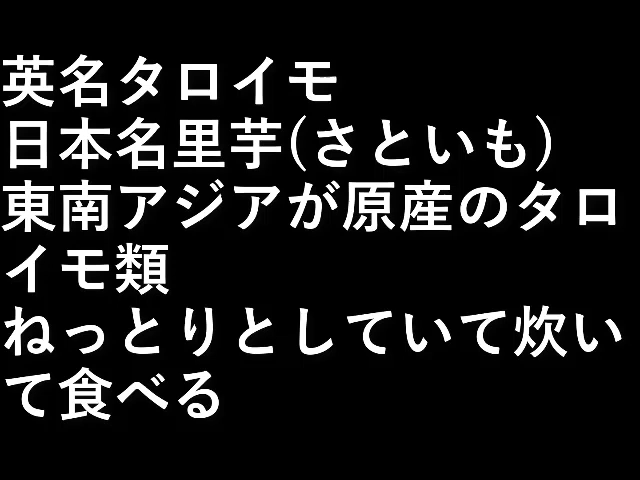 英名タロイモ
日本名里芋(さといも)
東南アジアが原産のタロ
イモ類
ねっとりとしていて炊い
て食べる